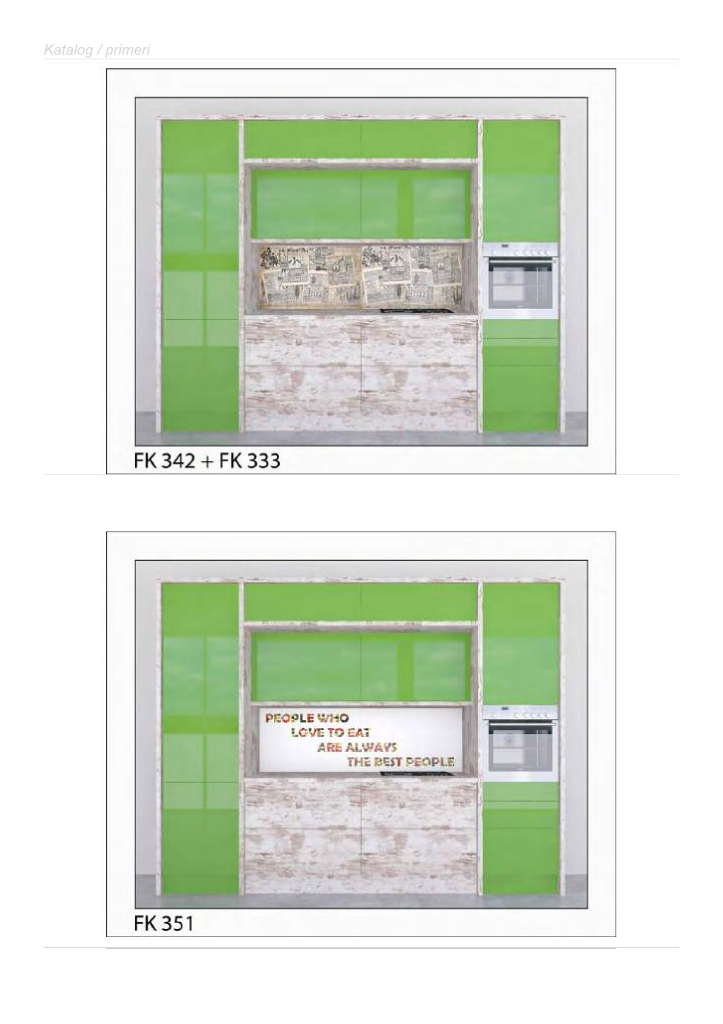 Katalog / primeri
FK 342 + FK 333
PEOPLE WHO
LOVE TO EAT
ARE ALWAYS
THE BEST PEOPLE
FK 351